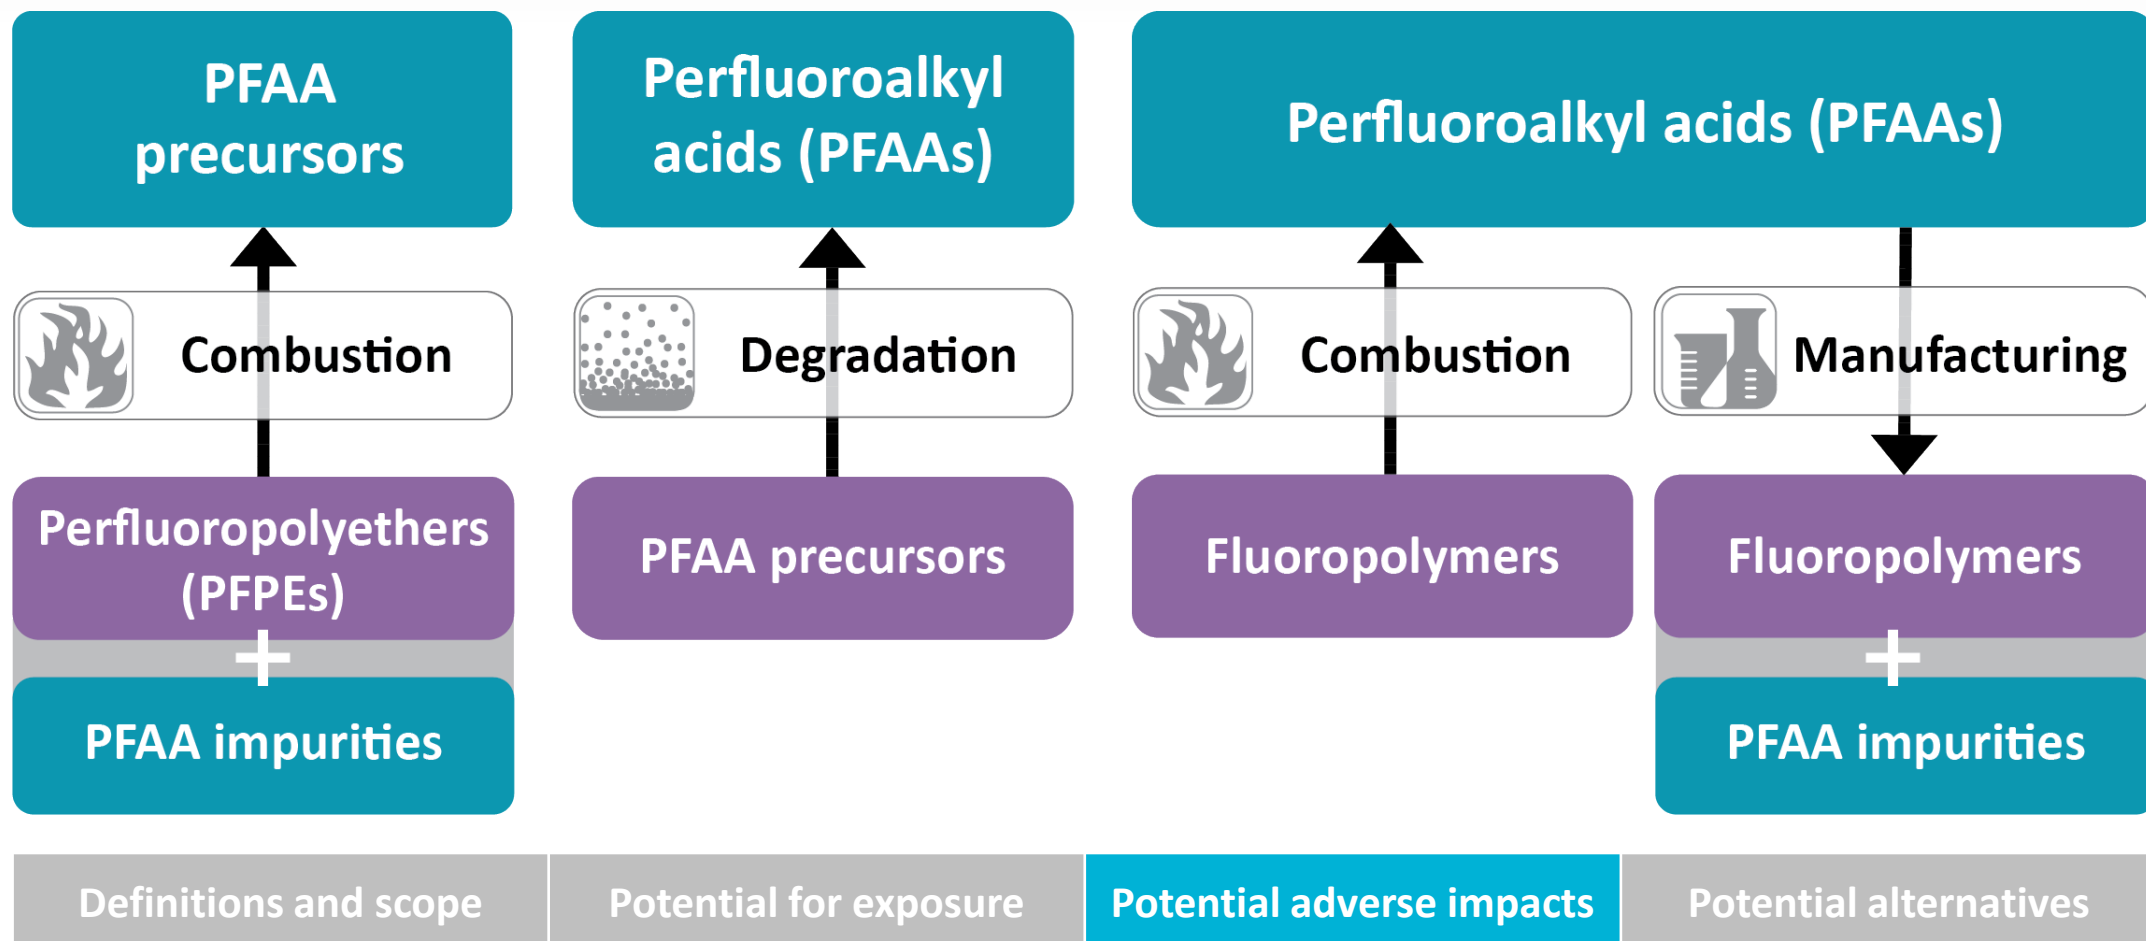 PFAA
precursors
Perfluoroalkyl
acids (PFAAs)
Perfluoroalkyl acids (PFAAs)
Combustion
Degradation
Combustion
Manufacturing
Perfluoropolyethers
(PFPEs)
PFAA precursors
Fluoropolymers
Fluoropolymers
+
+
PFAA impurities
PFAA impurities
Definitions and scope
Potential for exposure
Potential adverse impacts
Potential alternatives